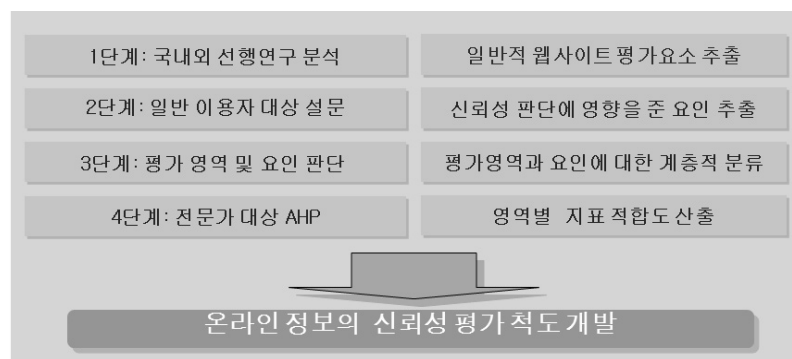 1단계: 국내외 선행연구 분석
일반적 웹사이트 평가요소 추출
2단계: 일반 이용자 대상 설문
신뢰성 판단에 영향을 준 요인 추출
3단계: 평가 영역 및 요인 판단
평가영역과 요인에 대한 계층적 분류
4단계: 전문가 대상 AHP
영역별 지표 적합도 산출
온라인 정보의 신뢰성 평가 척도 개발